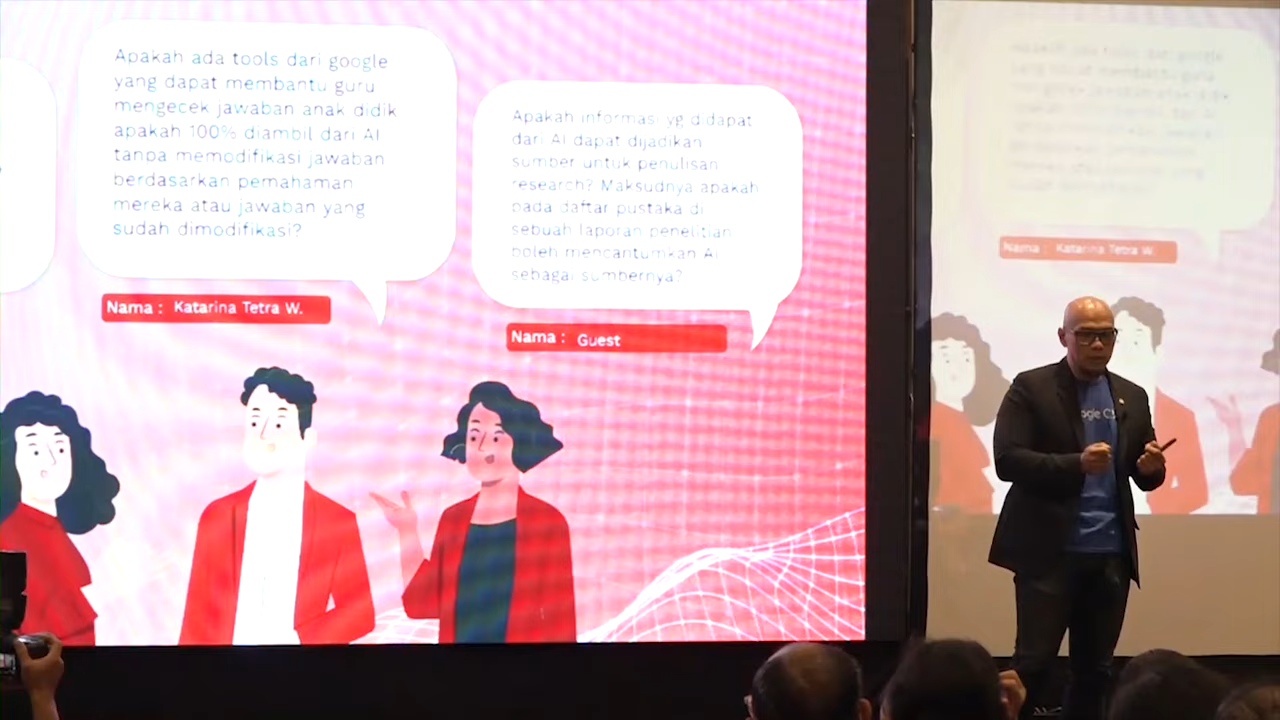 Apakah ada tools dari google
yang dapat membantu guru
mengecek jawaban anak didik
apakah 100% diambil dari AI
tanpa memodifikasi jawaban
berdasarkan pemahaman
mereka atau jawaban yang
sudah dimodifikasi?
Nama : Katarina Tetra W.
Apakah informasi yg didapat
dari AI dapat dijadikan
sumber untuk penulisan
research? Maksudnya apakah
pada daftar pustaka di
sebuah laporan penelitian
boleh mencantumkan AI
sebagai sumbernya?
Nama : Guest
Nama : Katarina Tetra W.